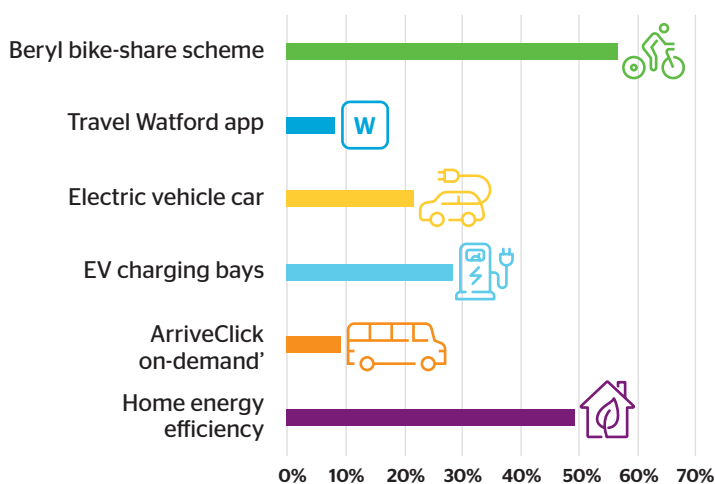 Beryl bike-share scheme
Travel Watford app
W
Electric vehicle car
EV charging bays
ArriveClick
on-demand’
Home energy
efficiency
0% 10% 20% 30% 40% 50% 60% 70%